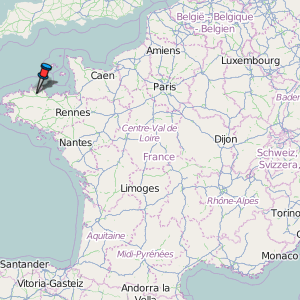 België - Belgique
- Belgien
Amiens
Luxembourg
Caen
Paris
Rennes
Centre-Val de
Loire
Dijon
Nantes
France
Schweiz,
Svizzera,
Limoges
Rhône-Alpes
Torino
Aquitaine
Midi-Pyrénées
Monaco
Santander
Vitoria-Gasteiz
Andorra la
Vella